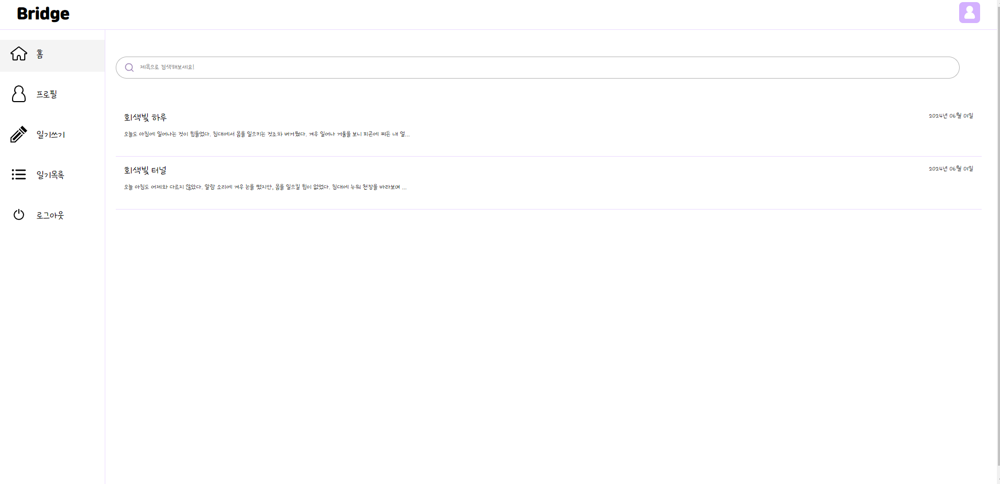 Bridge
홈
프로필
일기쓰기
일기목록
로그아웃
제목으로 검색해보세요!
회색빛 하루
2024년 06월 01일
오늘도 아침에 일어나는 것이 힘들었다. 침대에서 몸을 일으키는 것조차 버거웠다. 겨우 일어나 거울을 보니 피곤에 찌든 내 얼...
회색빛 터널
2024년 06월 01일
오늘 아침도 어제와 다르지 않았다. 알람 소리에 겨우 눈을 떴지만, 몸을 일으킬 힘이 없었다. 침대에 누워 천장을 바라보며 ...